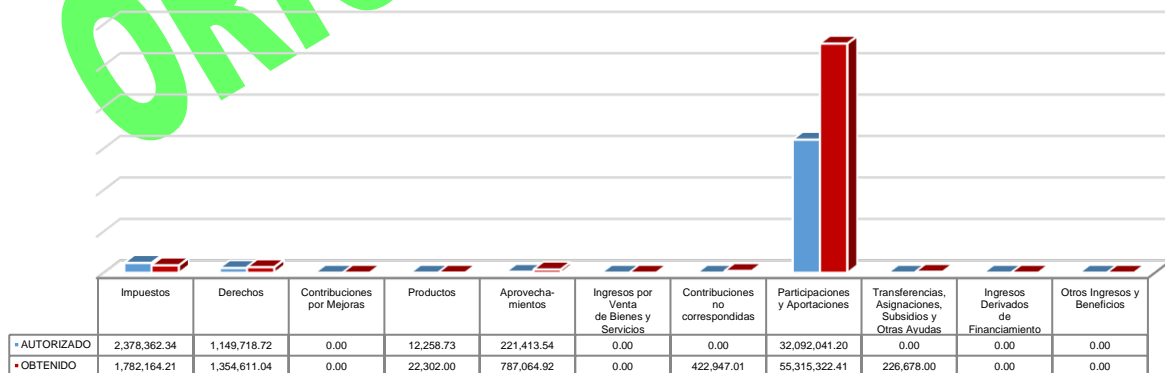 Impuestos
Derechos
Contribuciones
por Mejoras
Productos
Aprovecha-
mientos
Ingresos por
Venta
de Bienes y
Servicios
Contribuciones
no
correspondidas
Participaciones
y Aportaciones
Transferencias,
Asignaciones,
Subsidios y
Otras Ayudas
Ingresos
Derivados
de
Financiamiento
Otros Ingresos y
Beneficios
AUTORIZADO 2,378,362.34 1,149,718.72 0.00 12,258.73 221,413.54 0.00 0.00 32,092,041.20 0.00 0.00 0.00
OBTENIDO 1,782,164.21 1,354,611.04 0.00 22,302.00 787,064.92 0.00 422,947.01 55,315,322.41 226,678.00 0.00 0.00